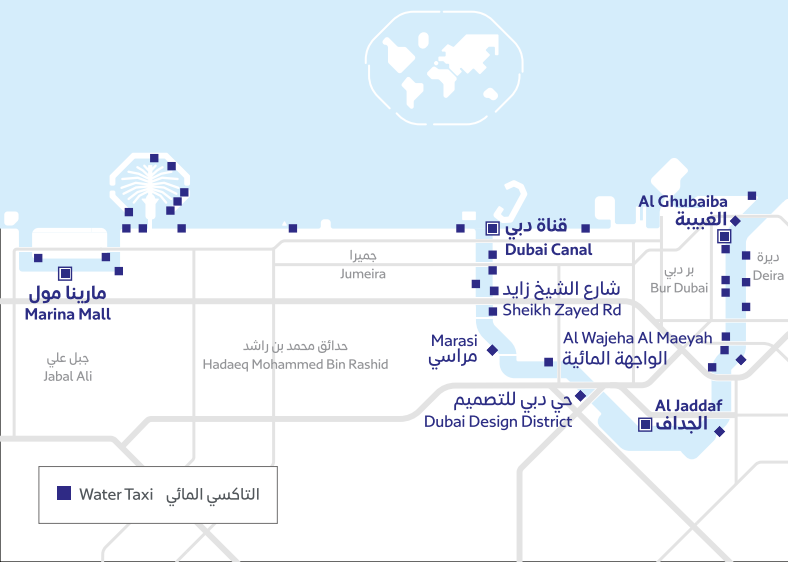 Al Ghubaiba
الغبيبة
قناة دبي
Dubai Canal
جميرا
Jumeira
ديرة
Deira
بر دبي
Bur Dubai
مارينا مول
Marina Mall
شارع الشيخ زايد
Sheikh Zayed Rd
Marasi
مراسي
Al Wajeha Al Maeyah
الواجهة المائية
حدائق محمد بن راشد
Hadaeq Mohammed Bin Rashid
جبل علي
Jabal Ali
حي دبي للتصميم
Dubai Design District
Al Jaddaf
الجداف
Water Taxi التاكسي المائي